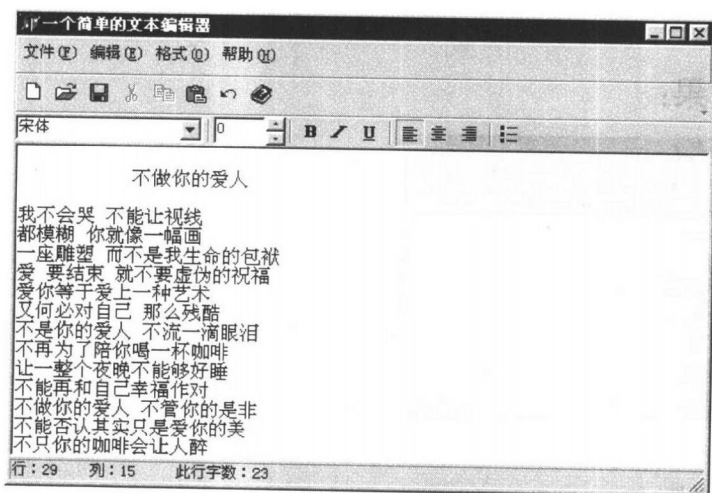 一个简单的文本编辑器
文件(F) 编辑(E) 格式(O) 帮助(H)
宋体 0 B I U
不做你的爱人
我不会哭 不能让视线
都模糊 你就像一幅画
一座雕塑 而不是我生命的包袱
爱 要结束 就不要虚伪的祝福
爱你等于爱上一种艺术
又何必对自己 那么残酷
不是你的爱人 不流一滴眼泪
不再为了陪你喝一杯咖啡
让一整个夜晚不能够好睡
不能再和自己幸福作对
不做你的爱人 不管你的是非
不能否认其实只是爱你的美
不只你的咖啡会让人醉
行:29 列:15 此行字数:23